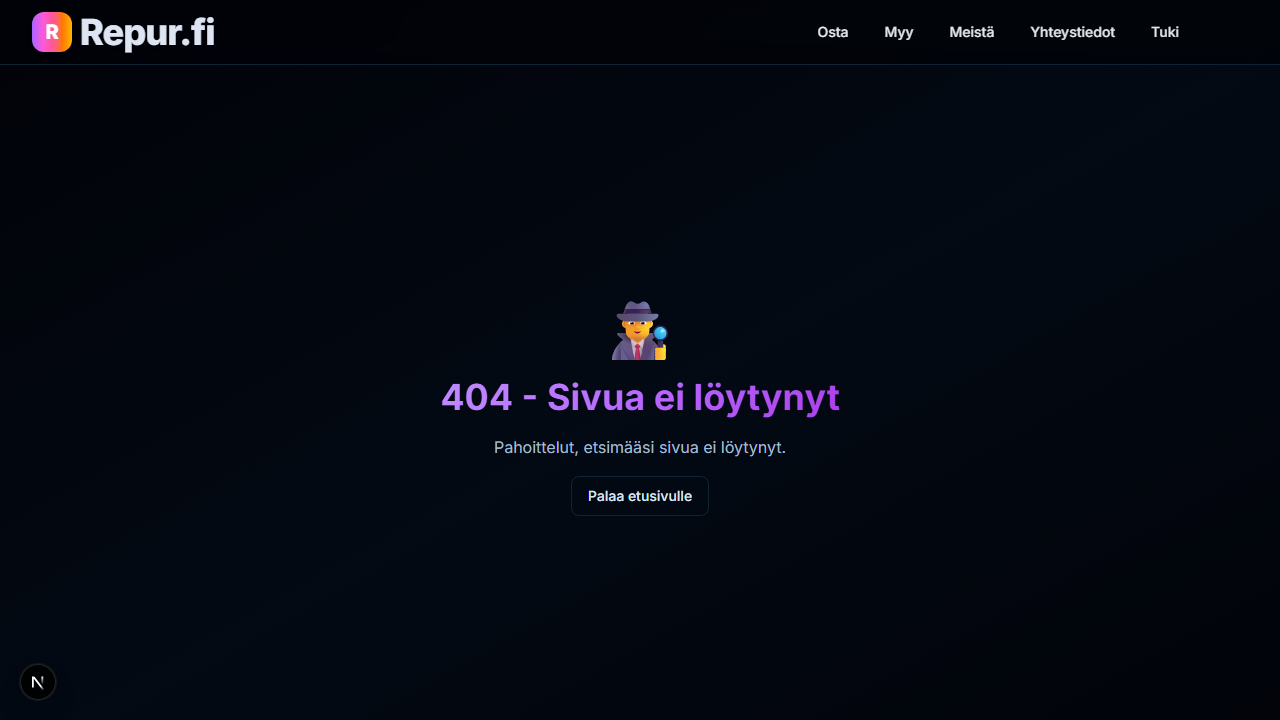 R Repur.fi
Osta Myy Meistä Yhteystiedot Tuki
404 - Sivua ei löytynyt
Pahoittelut, etsimääsi sivua ei löytynyt.
Palaa etusivulle
N